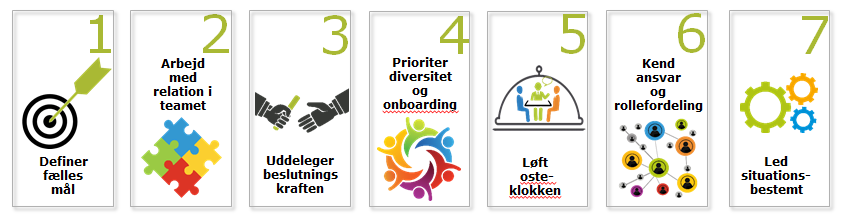 1
Definer
fælles
mål
2
Arbejd
med
relation i
teamet
3
Uddeleger
beslutnings
kraften
4
Prioriter
diversitet
og
onboarding
5
Løft
oste-
klokken
6
Kend
ansvar
og
rollefordeling
7
Led
situations-
bestemt